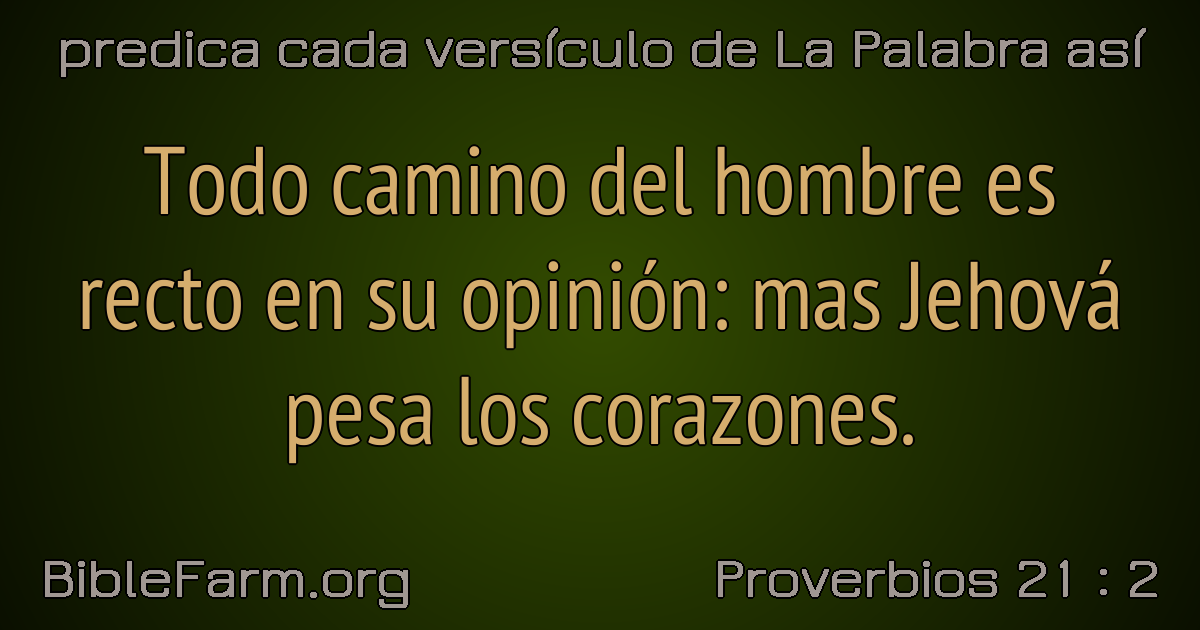 predica cada versículo de La Palabra así
Todo camino del hombre es
recto en su opinión: mas Jehová
pesa los corazones.
BibleFarm.org
Proverbios 21 : 2